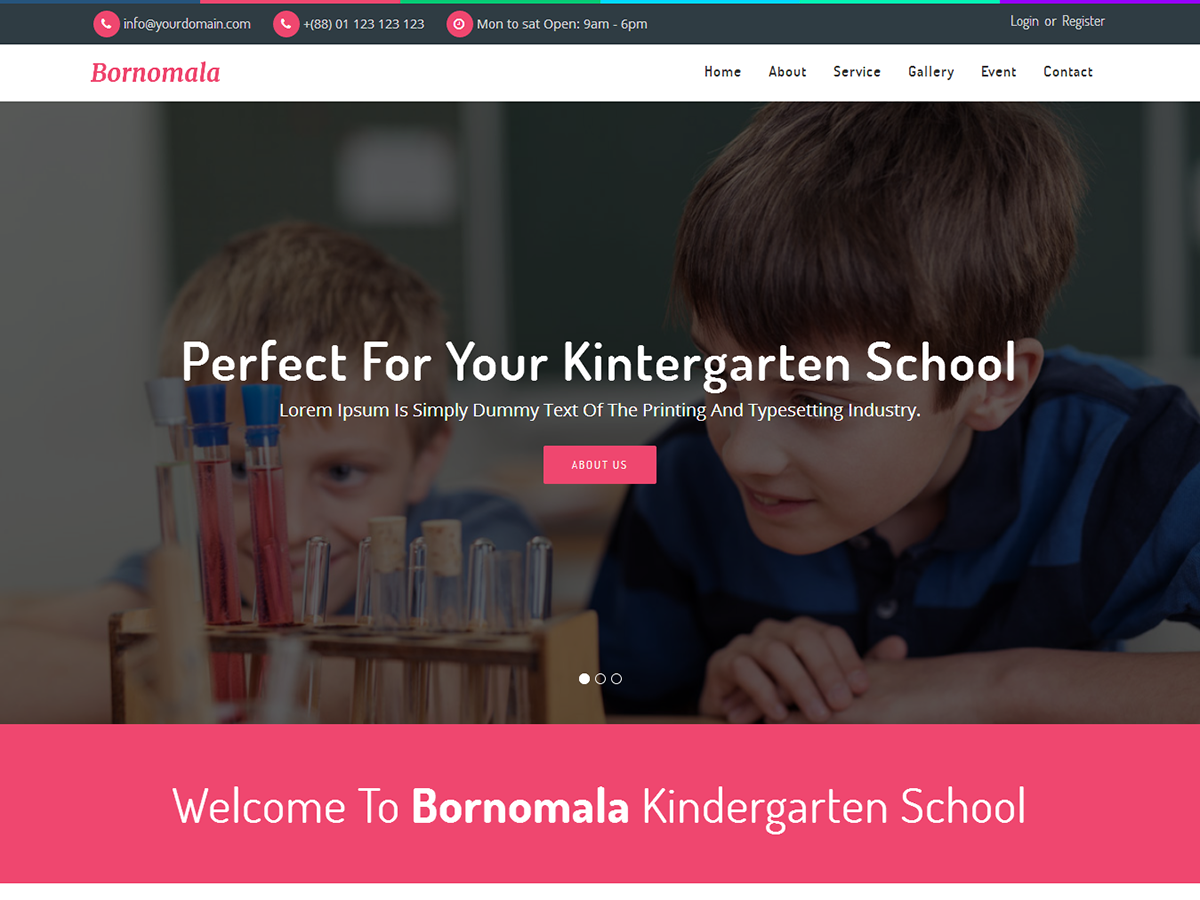 info@yourdomain.com +(88) 01 123 123 123 Mon to sat Open: 9am - 6pm Login or Register
Bornomala Home About Service Gallery Event Contact
Perfect For Your Kintergarten School
Lorem Ipsum Is Simply Dummy Text Of The Printing And Typesetting Industry.
ABOUT US
Welcome To Bornomala Kindergarten School